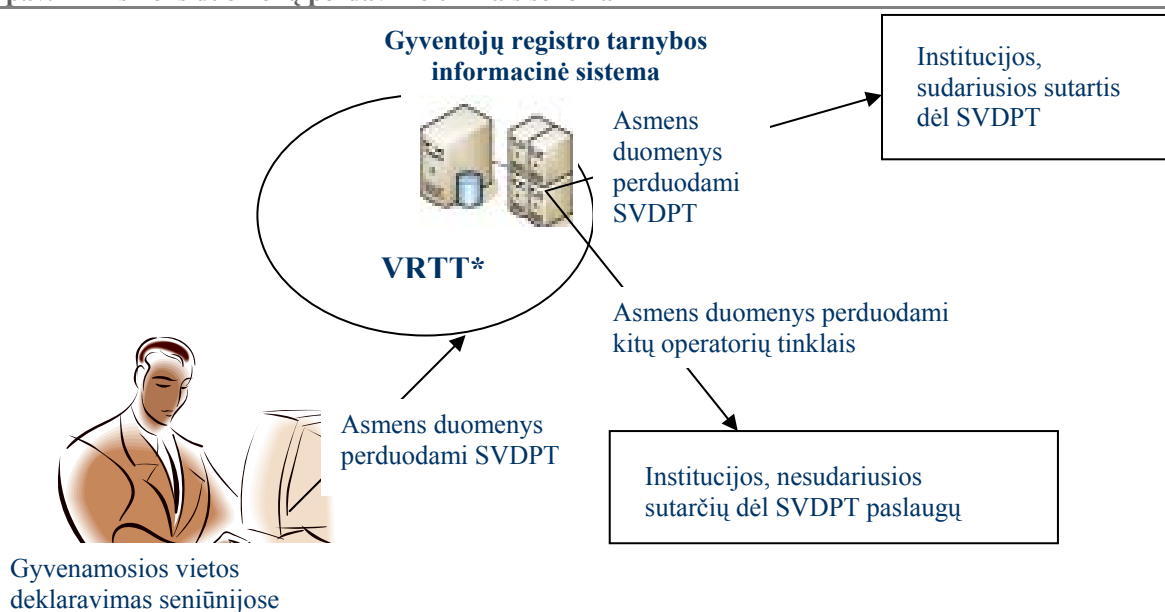 Gyventojų registro tarnybos
informacinė sistema
Institucijos,
sudariusios sutartis
dėl SVDPT
Asmens
duomenys
perduodami
SVDPT
VRTT*
Asmens duomenys perduodami
kitų operatorių tinklais
Asmens duomenys
perduodami SVDPT
Institucijos, nesudariusios
sutarčių dėl SVDPT paslaugų
Gyvenamosios vietos
deklaravimas seniūnijose